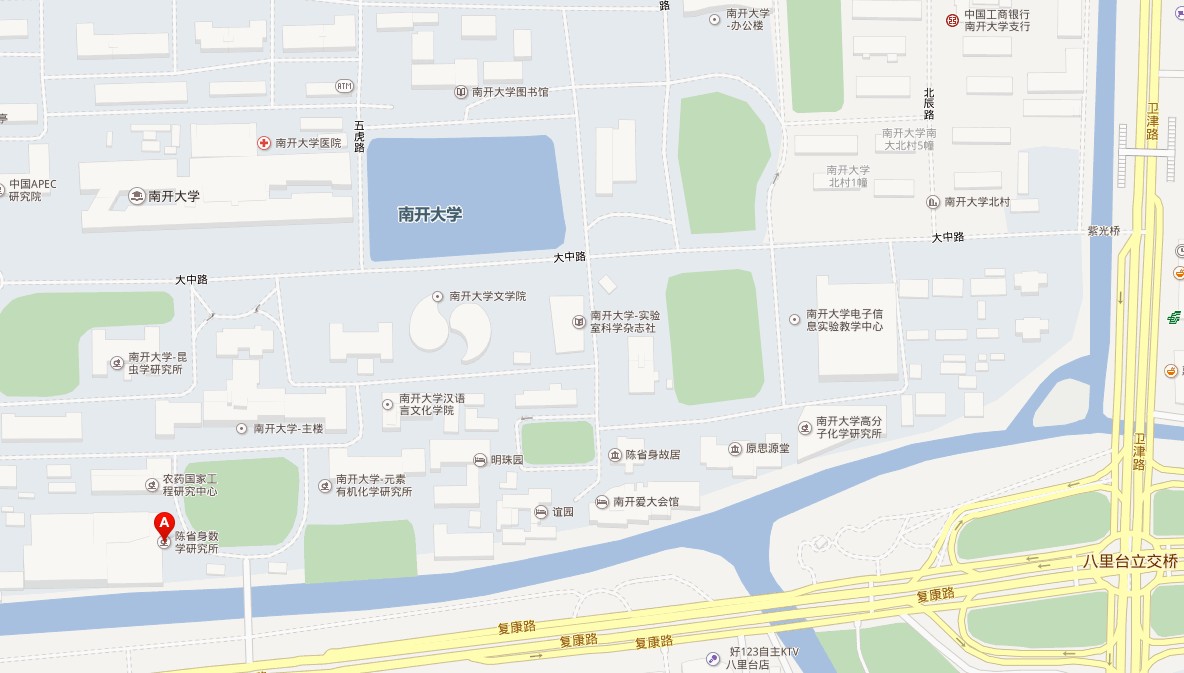 路
南开大学
-办公楼
中国工商银行
南开大学支行
ATM
南开大学图书馆
北辰路
卫津路
亭
五虎路
南开大学医院
南开大学南
大北村5幢
南开大学
北村1幢
中国APEC
研究院
南开大学
南开大学北村
南开大学
紫光桥
大中路
大中路
大中路
南开大学文学院
南开大学-实验
室科学杂志社
南开大学电子信
息实验教学中心
南开大学-昆
虫学研究所
南开大学汉语
言文化学院
南开大学-主楼
南开大学高分
子化学研究所
卫津路
明珠园
陈省身故居
原思源堂
农药国家工
程研究中心
南开大学-元素
有机化学研究所
谊园
南开爱大会馆
A
陈省身数
学研究所
八里台立交桥
复康路
复康路
复康路
复康路
好123自主KTV
八里台店